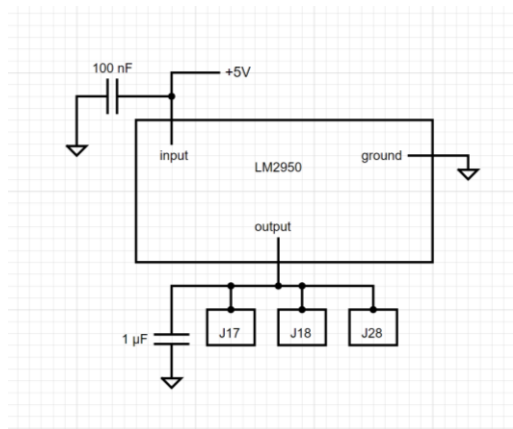 100 nF
+5V
input
LM2950
ground
output
1 µF
J17
J18
J28